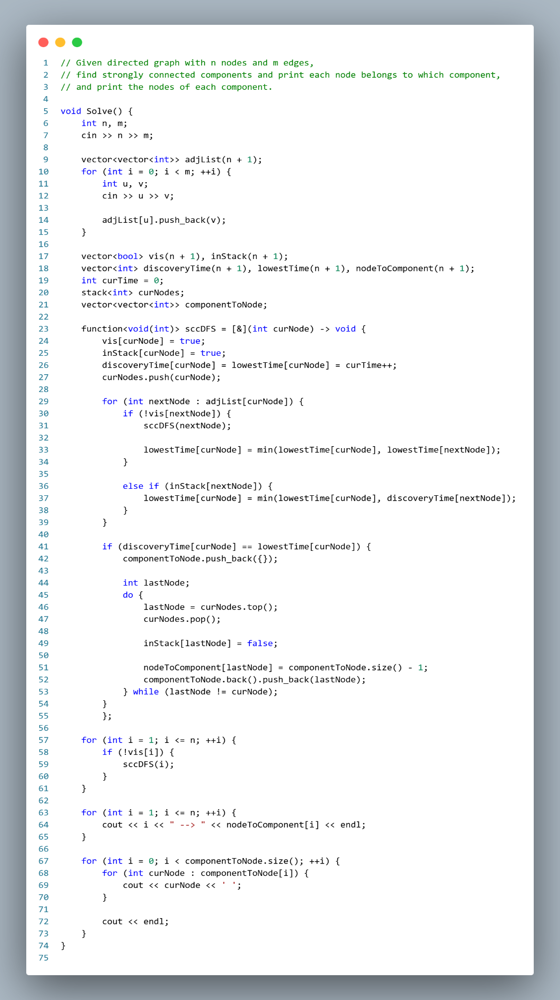 1 // Given directed graph with n nodes and m edges,
2 // find strongly connected components and print each node belongs to which component,
3 // and print the nodes of each component.
4
5 void Solve() {
6     int n, m;
7     cin >> n >> m;
8
9     vector<vector<int>> adjList(n + 1);
10     for (int i = 0; i < m; ++i) {
11         int u, v;
12         cin >> u >> v;
13
14         adjList[u].push_back(v);
15     }
16
17     vector<bool> vis(n + 1), inStack(n + 1);
18     vector<int> discoveryTime(n + 1), lowestTime(n + 1), nodeToComponent(n + 1);
19     int curTime = 0;
20     stack<int> curNodes;
21     vector<vector<int>> componentToNode;
22
23     function<void(int)> sccDFS = [&](int curNode) -> void {
24         vis[curNode] = true;
25         inStack[curNode] = true;
26         discoveryTime[curNode] = lowestTime[curNode] = curTime++;
27         curNodes.push(curNode);
28
29         for (int nextNode : adjList[curNode]) {
30             if (!vis[nextNode]) {
31                 sccDFS(nextNode);
32
33                 lowestTime[curNode] = min(lowestTime[curNode], lowestTime[nextNode]);
34             }
35
36             else if (inStack[nextNode]) {
37                 lowestTime[curNode] = min(lowestTime[curNode], discoveryTime[nextNode]);
38             }
39         }
40
41         if (discoveryTime[curNode] == lowestTime[curNode]) {
42             componentToNode.push_back({});
43
44             int lastNode;
45             do {
46                 lastNode = curNodes.top();
47                 curNodes.pop();
48
49                 inStack[lastNode] = false;
50
51                 nodeToComponent[lastNode] = componentToNode.size() - 1;
52                 componentToNode.back().push_back(lastNode);
53             } while (lastNode != curNode);
54         }
55         };
56
57     for (int i = 1; i <= n; ++i) {
58         if (!vis[i]) {
59             sccDFS(i);
60         }
61     }
62
63     for (int i = 1; i <= n; ++i) {
64         cout << i << " --> " << nodeToComponent[i] << endl;
65     }
66
67     for (int i = 0; i < componentToNode.size(); ++i) {
68         for (int curNode : componentToNode[i]) {
69             cout << curNode << ' ';
70         }
71
72         cout << endl;
73     }
74 }
75